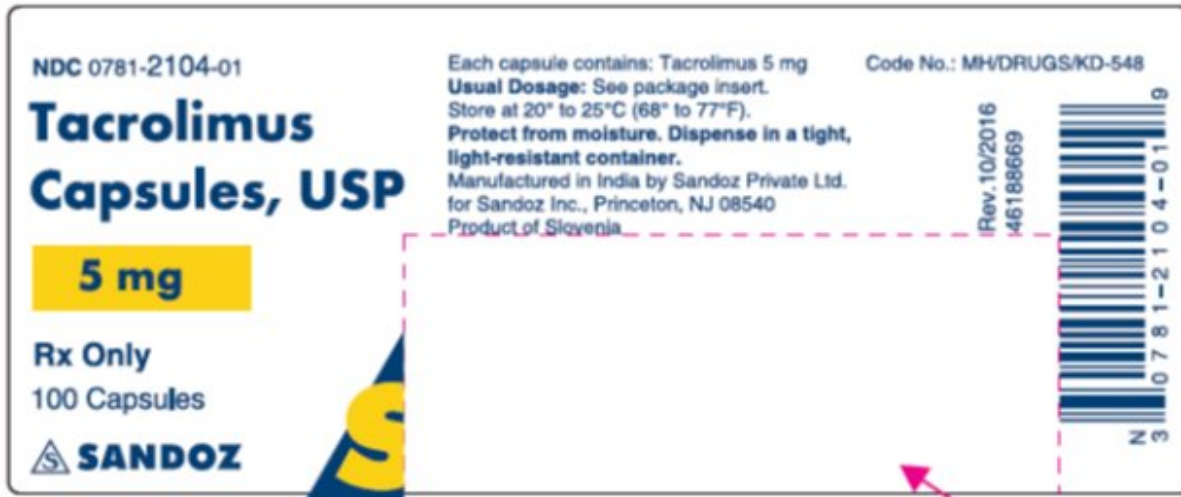 NDC 0781-2104-01
Tacrolimus
Capsules, USP
5 mg
Rx Only
100 Capsules
S SANDOZ
S
Each capsule contains: Tacrolimus 5 mg
Usual Dosage: See package insert.
Store at 20° to 25°C (68° to 77°F).
Protect from moisture. Dispense in a tight,
light-resistant container.
Manufactured in India by Sandoz Private Ltd.
for Sandoz Inc., Princeton, NJ 08540
Product of Slovenia
Code No.: MH/DRUGS/KD-548
Rev.10/2016
46188669
N
3 0781-2104-01 9